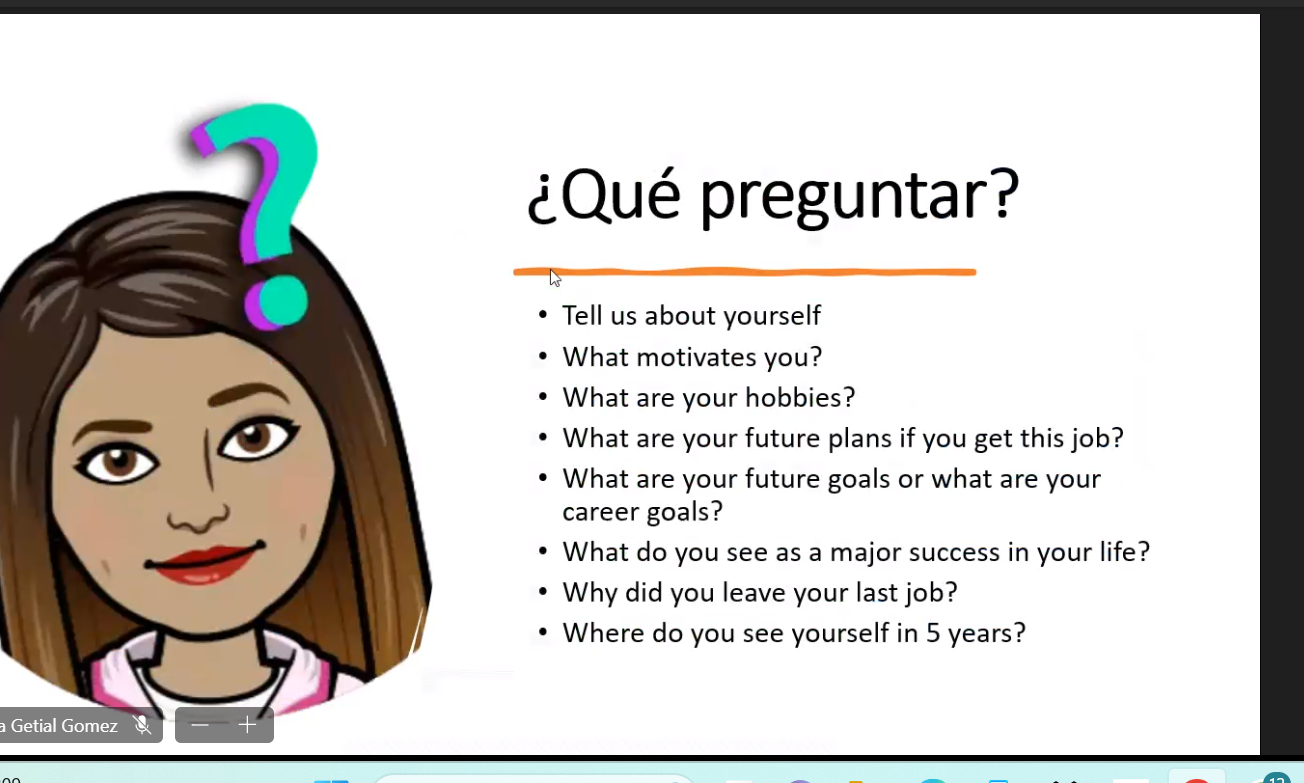 ¿Qué preguntar?
• Tell us about yourself
• What motivates you?
• What are your hobbies?
• What are your future plans if you get this job?
• What are your future goals or what are your
career goals?
• What do you see as a major success in your life?
• Why did you leave your last job?
• Where do you see yourself in 5 years?
a Getial Gomez
12